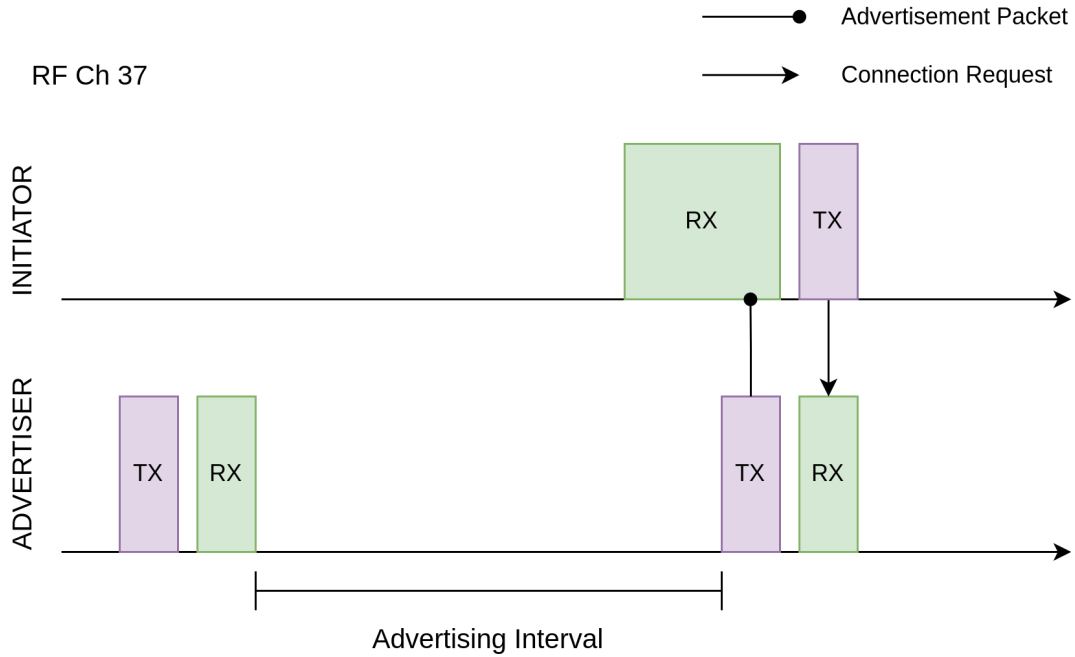 Advertisement Packet
RF Ch 37
Connection Request
INITIATOR
RX
TX
ADVERTISER
TX
RX
TX
RX
Advertising Interval